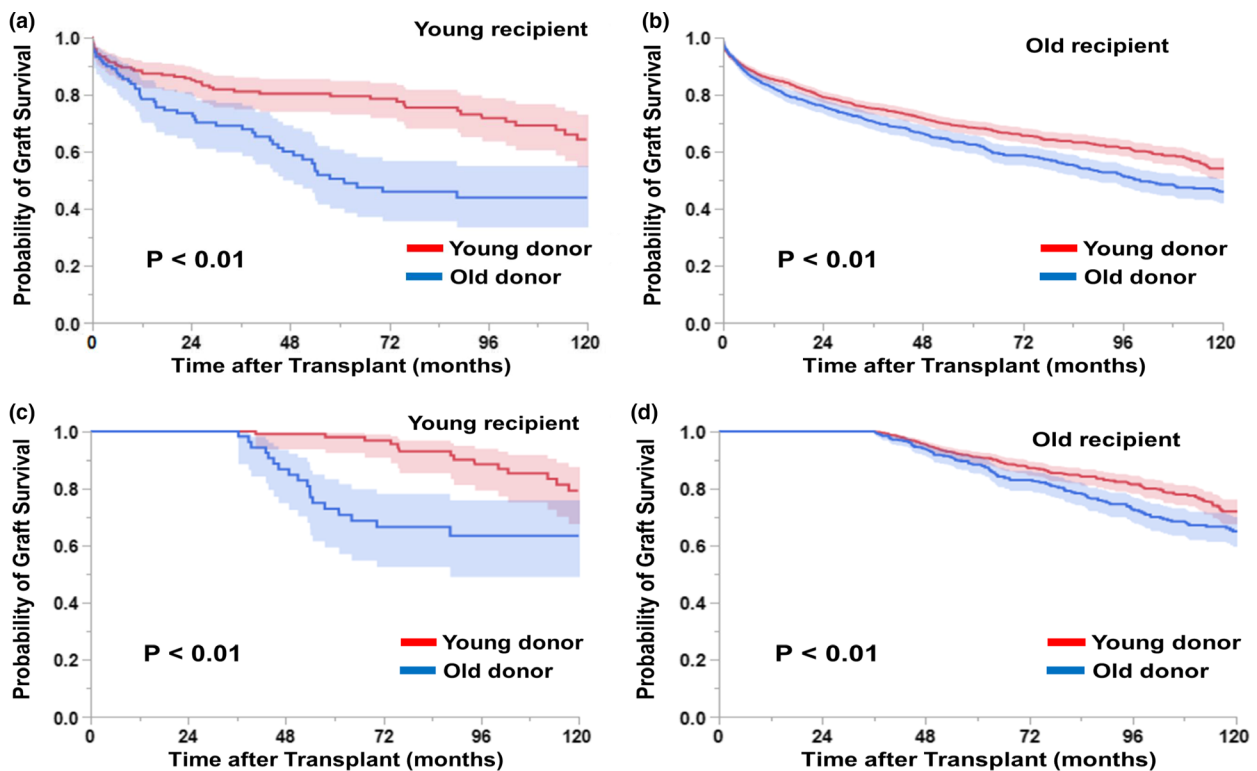 (a)
Young recipient
Probability of Graft Survival
1.0
0.8
0.6
0.4
0.2
0.0
P < 0.01
Young donor
Old donor
0 24 48 72 96 120
Time after Transplant (months)
(b)
Old recipient
Probability of Graft Survival
1.0
0.8
0.6
0.4
0.2
0.0
P < 0.01
Young donor
Old donor
0 24 48 72 96 120
Time after Transplant (months)
(c)
Young recipient
Probability of Graft Survival
1.0
0.8
0.6
0.4
0.2
0.0
P < 0.01
Young donor
Old donor
0 24 48 72 96 120
Time after Transplant (months)
(d)
Old recipient
Probability of Graft Survival
1.0
0.8
0.6
0.4
0.2
0.0
P < 0.01
Young donor
Old donor
0 24 48 72 96 120
Time after Transplant (months)